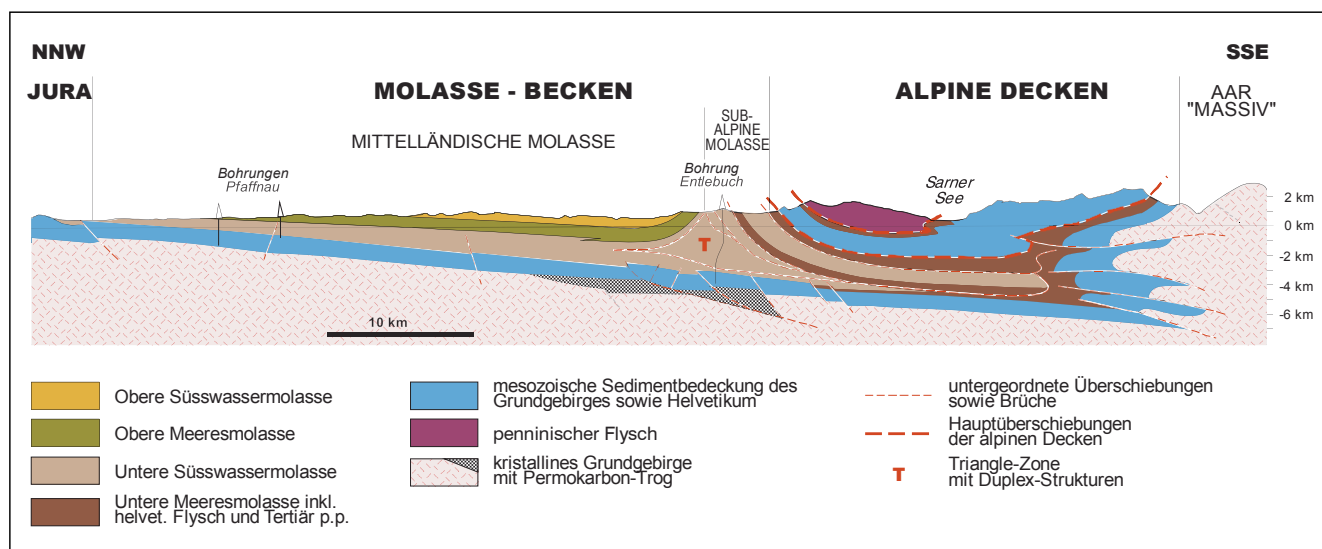 NNW
SSE
JURA
MOLASSE - BECKEN
ALPINE DECKEN
AAR
"MASSIV"
MITTELLÄNDISCHE MOLASSE
SUB-
ALPINE
MOLASSE
Bohrungen
Pfaffnau
Bohrung
Entlebuch
Sarner
See
2 km
0 km
-2 km
-4 km
-6 km
T
10 km
Obere Süsswassermolasse
Obere Meeresmolasse
Untere Süsswassermolasse
Untere Meeresmolasse inkl.
helvet. Flysch und Tertiär p.p.
mesozoische Sedimentbedeckung des
Grundgebirges sowie Helvetikum
penninischer Flysch
kristallines Grundgebirge
mit Permokarbon-Trog
untergeordnete Überschiebungen
sowie Brüche
Hauptüberschiebungen
der alpinen Decken
T
Triangle-Zone
mit Duplex-Strukturen